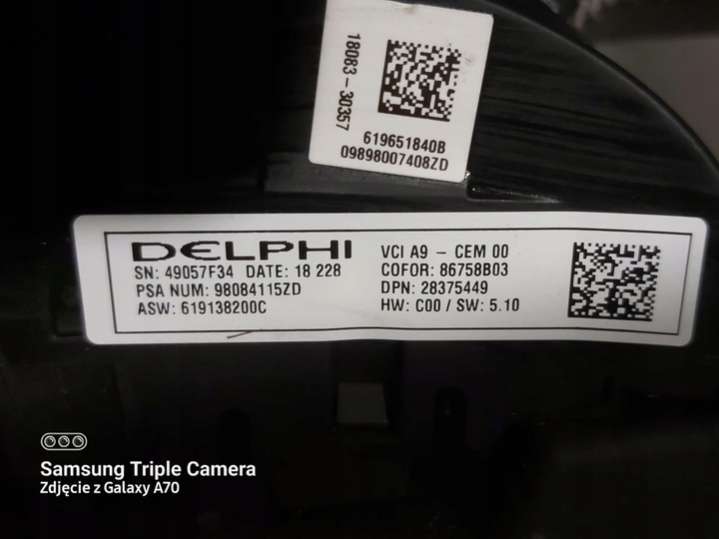 18083-30357
619651840B
09898007408ZD
DELPHI
SN: 49057F34 DATE: 18 228
PSA NUM: 98084115ZD
ASW: 619138200C
VCI A9 - CEM 00
COFOR: 86758B03
DPN: 28375449
HW: C00 / SW: 5.10
Samsung Triple Camera
Zdjęcie z Galaxy A70